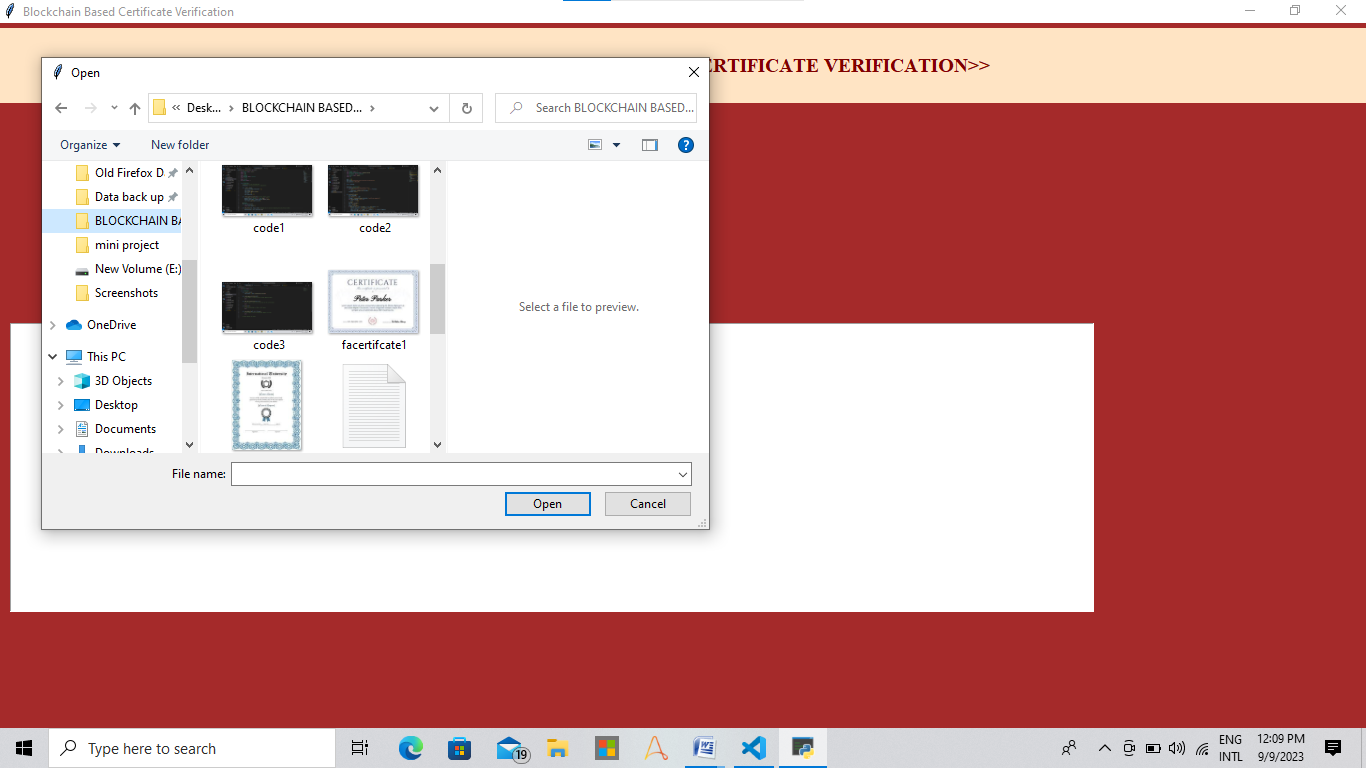 Blockchain Based Certificate Verification
ERTIFICATE VERIFICATION>>
Open
« Desk... › BLOCKCHAIN BASED... ›
Search BLOCKCHAIN BASED...
Organize
New folder
Old Firefox D
Data back up
BLOCKCHAIN BA
mini project
New Volume (E:)
Screenshots
OneDrive
This PC
3D Objects
Desktop
Documents
Downloads
code1
code2
code3
CERTIFICATE
Peter Parker
facertifcate1
Select a file to preview.
File name:
Open
Cancel
Type here to search
19
ENG
INTL
12:09 PM
9/9/2023